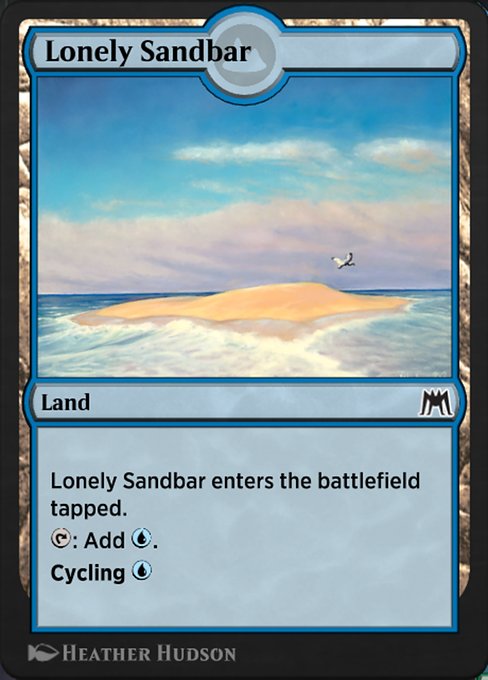 Lonely Sandbar
Land
Lonely Sandbar enters the battlefield
tapped.
: Add .
Cycling
HEATHER HUDSON